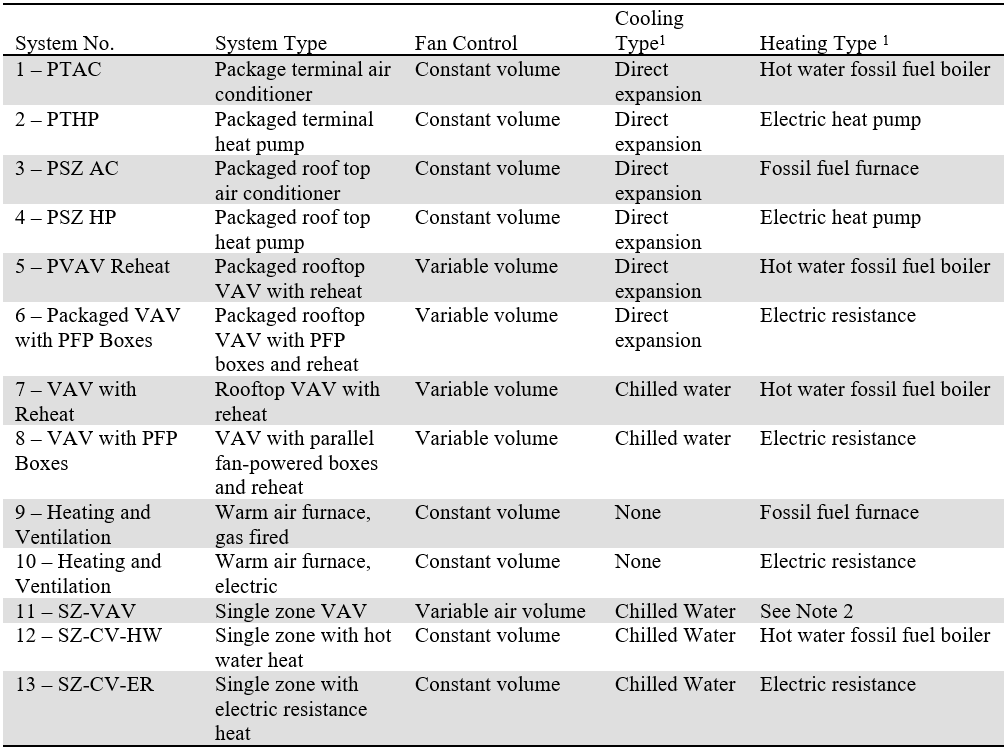 Cooling
System No. System Type Fan Control Type¹ Heating Type ¹
1 – PTAC Package terminal air Constant volume Direct Hot water fossil fuel boiler
conditioner expansion
2 – PTHP Packaged terminal Constant volume Direct Electric heat pump
heat pump expansion
3 – PSZ AC Packaged roof top Constant volume Direct Fossil fuel furnace
air conditioner expansion
4 – PSZ HP Packaged roof top Constant volume Direct Electric heat pump
heat pump expansion
5 – PVAV Reheat Packaged rooftop Variable volume Direct Hot water fossil fuel boiler
VAV with reheat expansion
6 – Packaged VAV Packaged rooftop Variable volume Direct Electric resistance
with PFP Boxes VAV with PFP expansion
boxes and reheat
7 – VAV with Rooftop VAV with Variable volume Chilled water Hot water fossil fuel boiler
Reheat reheat
8 – VAV with PFP VAV with parallel Variable volume Chilled water Electric resistance
Boxes fan-powered boxes
and reheat
9 – Heating and Warm air furnace, Constant volume None Fossil fuel furnace
Ventilation gas fired
10 – Heating and Warm air furnace, Constant volume None Electric resistance
Ventilation electric
11 – SZ-VAV Single zone VAV Variable air volume Chilled Water See Note 2
12 – SZ-CV-HW Single zone with hot Constant volume Chilled Water Hot water fossil fuel boiler
water heat
13 – SZ-CV-ER Single zone with Constant volume Chilled Water Electric resistance
electric resistance
heat